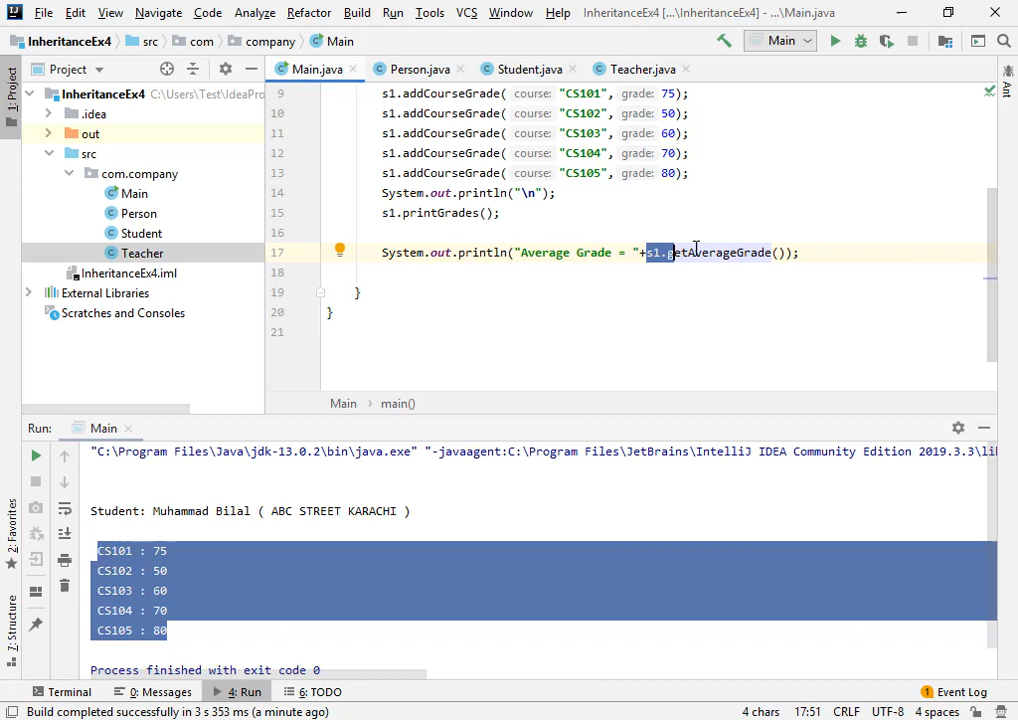 File Edit View Navigate Code Analyze Refactor Build Run Tools VCS Window Help InheritanceEx4 [...\InheritanceEx4] - ...\Main.java
InheritanceEx4 src com company Main Main
1: Project
Project Main.java Person.java Student.java Teacher.java
Ant
InheritanceEx4 C:\Users\Test\IdeaPro
.idea
out
src
com.company
Main
Person
Student
Teacher
InheritanceEx4.iml
External Libraries
Scratches and Consoles
9 s1.addCourseGrade( course: "CS101", grade: 75);
10 s1.addCourseGrade( course: "CS102", grade: 50);
11 s1.addCourseGrade( course: "CS103", grade: 60);
12 s1.addCourseGrade( course: "CS104", grade: 70);
13 s1.addCourseGrade( course: "CS105", grade: 80);
14 System.out.println("\n");
15 s1.printGrades();
16
17 System.out.println("Average Grade = "+s1.getAverageGrade());
18
19 }
20 }
21
Main main()
Run: Main
"C:\Program Files\Java\jdk-13.0.2\bin\java.exe" "-javaagent:C:\Program Files\JetBrains\IntelliJ IDEA Community Edition 2019.3.3\li
Student: Muhammad Bilal ( ABC STREET KARACHI )
CS101 : 75
CS102 : 50
CS103 : 60
CS104 : 70
CS105 : 80
Process finished with exit code 0
2: Favorites
7: Structure
Terminal 0: Messages 4: Run 6: TODO 1 Event Log
Build completed successfully in 3 s 353 ms (a minute ago) 4 chars 17:51 CRLF UTF-8 4 spaces